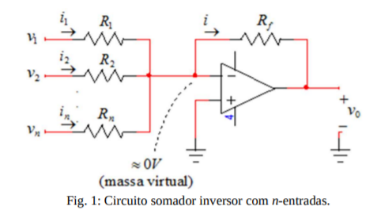 i₁ R₁ i R_f
v₁
i₂ R₂
v₂
−
+
4
iₙ Rₙ
vₙ
+
v₀
−
≈ 0V
(massa virtual)
Fig. 1: Circuito somador inversor com n-entradas.